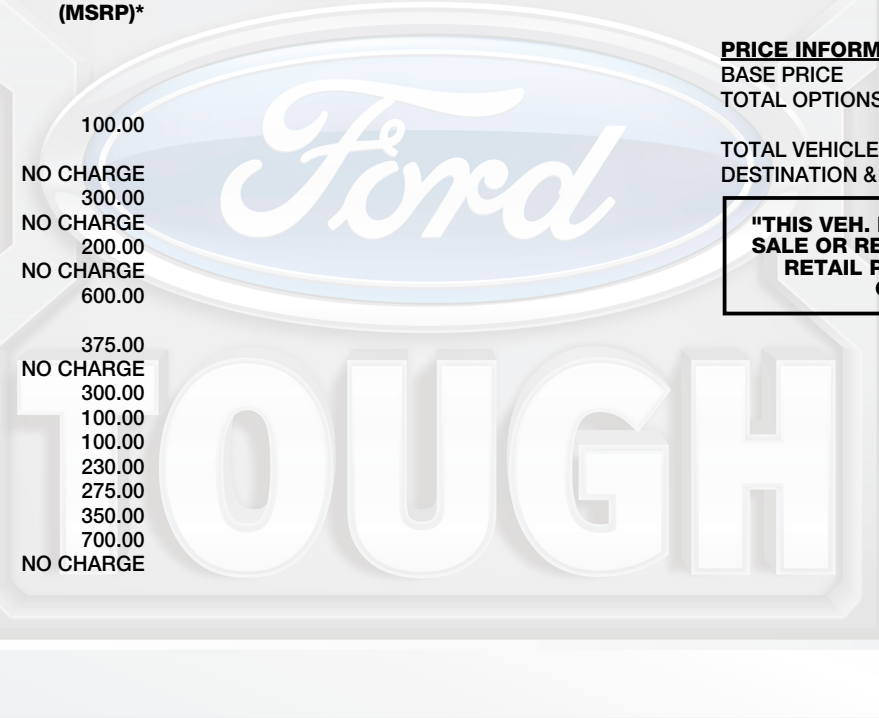 (MSRP)*
100.00
NO CHARGE
300.00
NO CHARGE
200.00
NO CHARGE
600.00
375.00
NO CHARGE
300.00
100.00
100.00
230.00
275.00
350.00
700.00
NO CHARGE
PRICE INFORM
BASE PRICE
TOTAL OPTIONS
TOTAL VEHICLE
DESTINATION &
"THIS VEH.
SALE OR RE
RETAIL P
Ford
TOUGH